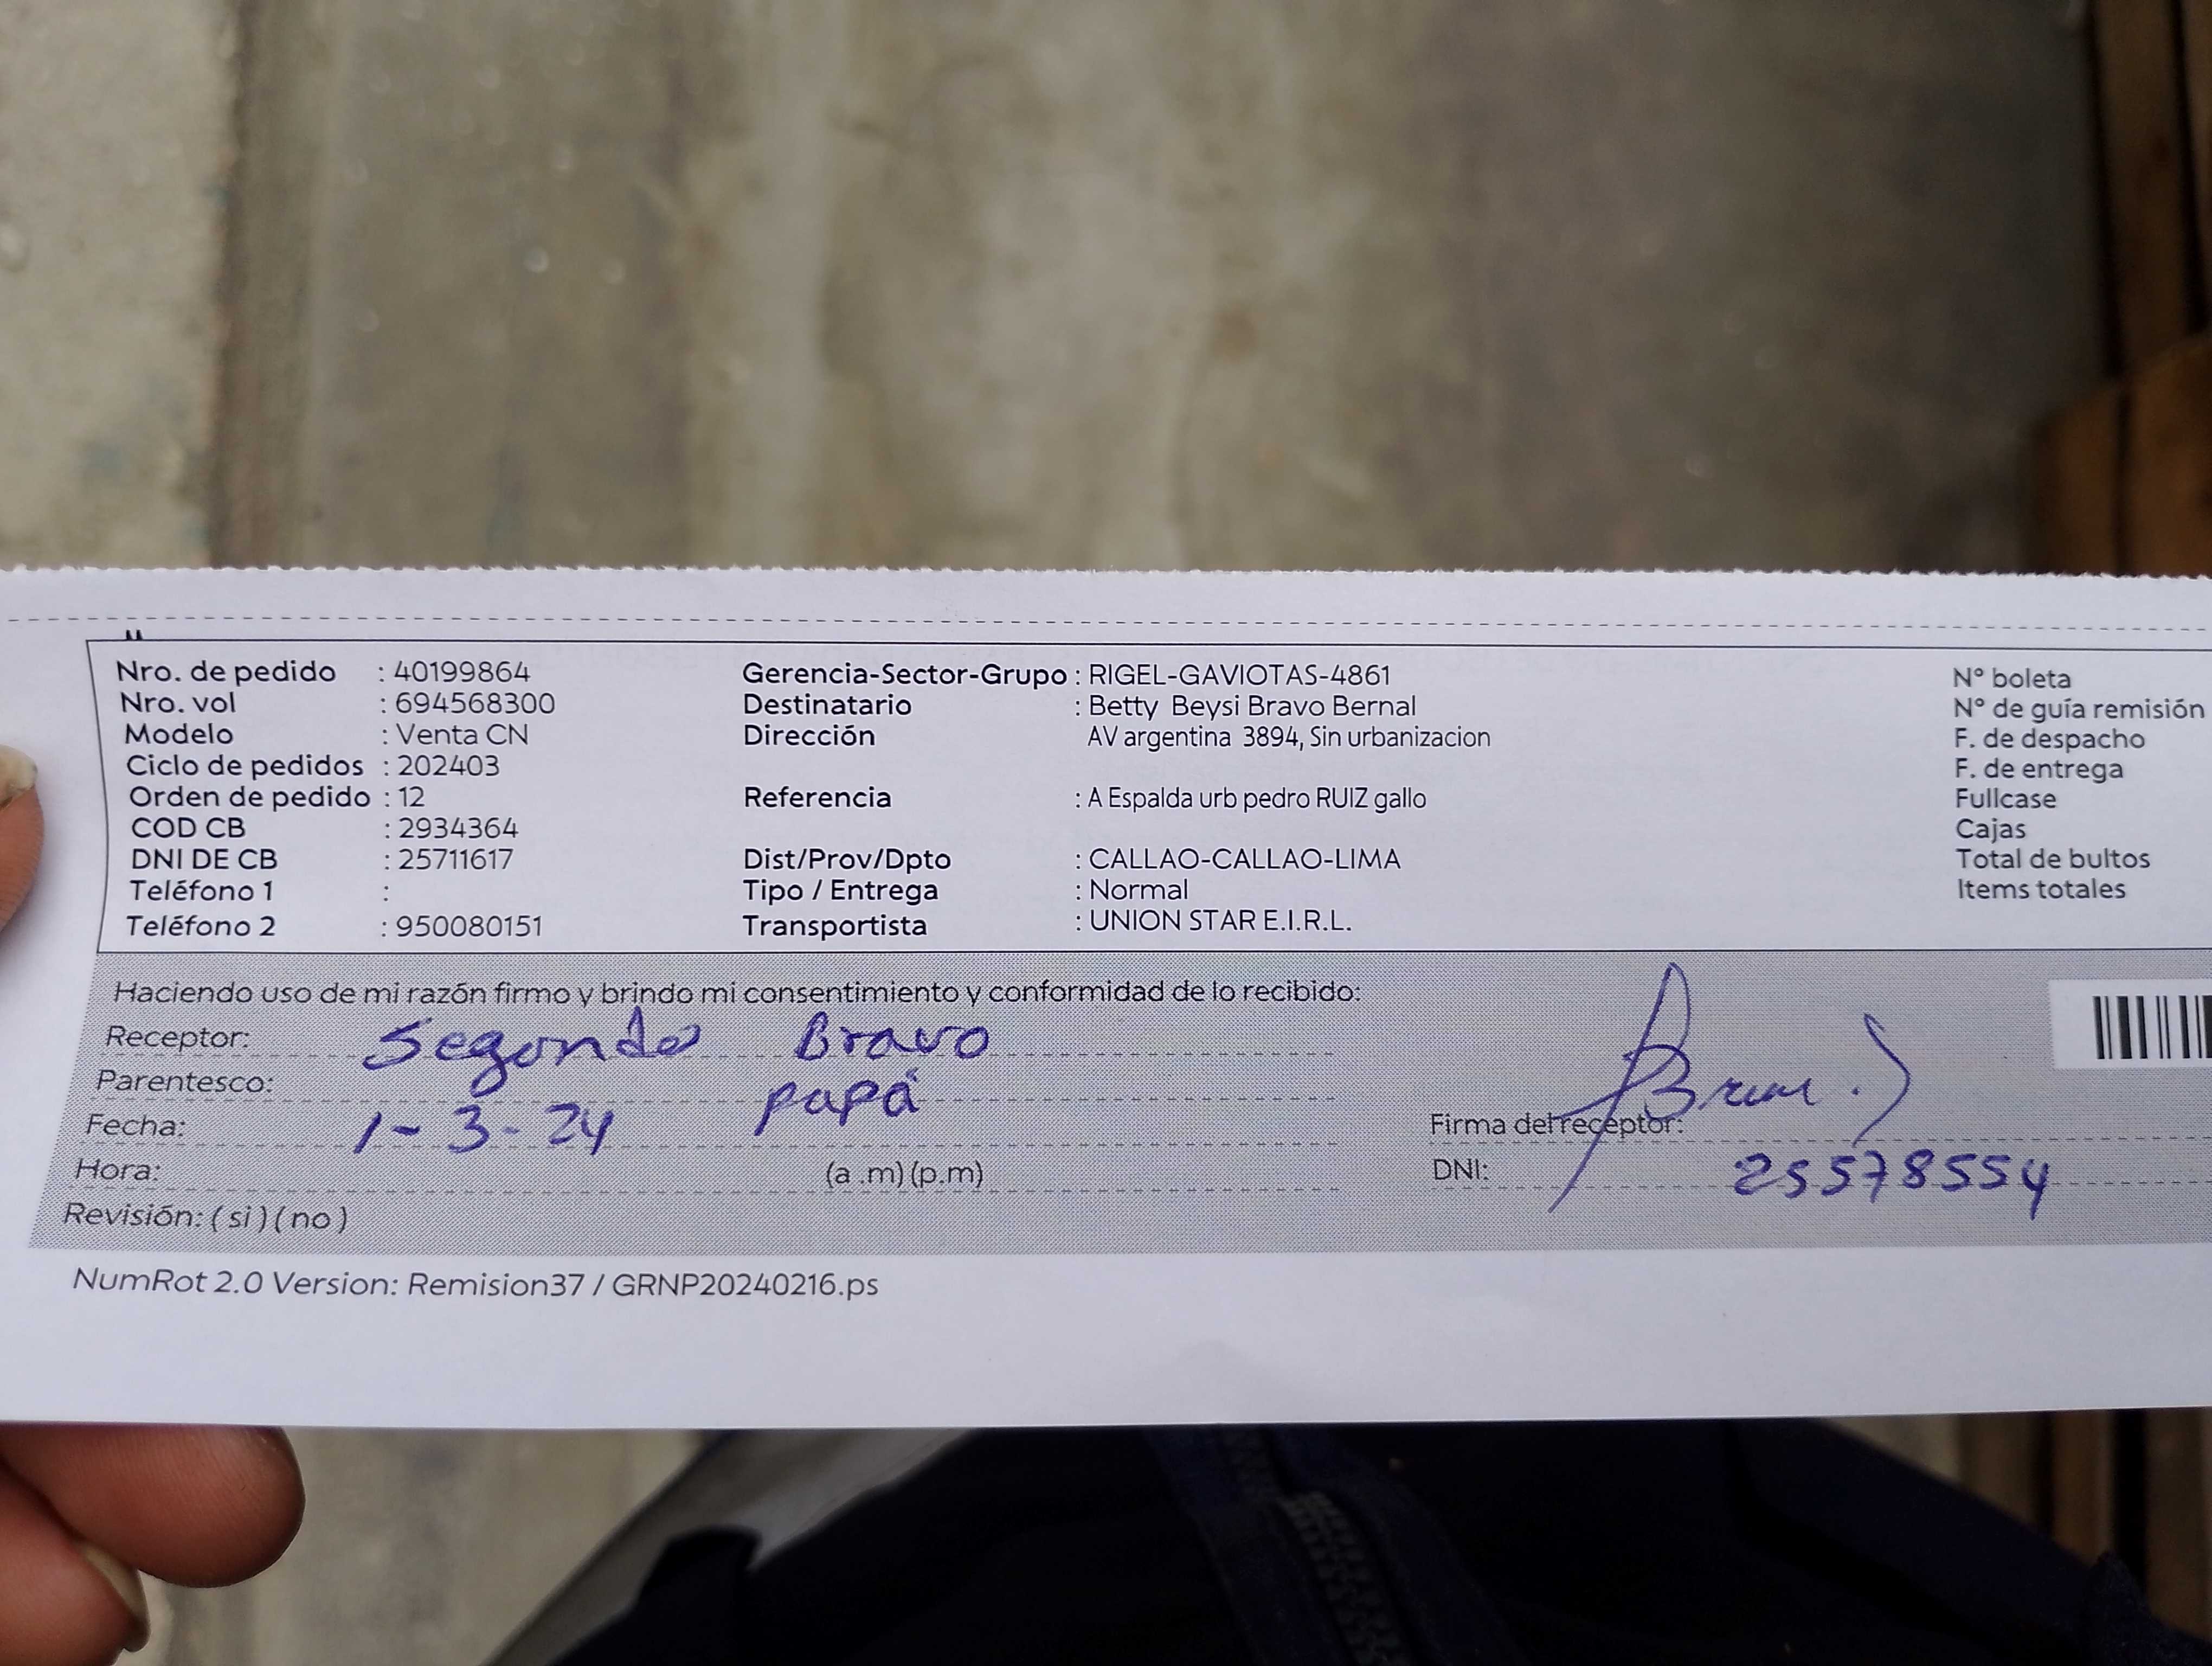 Nro. de pedido : 40199864
Nro. vol : 694568300
Modelo : Venta CN
Ciclo de pedidos : 202403
Orden de pedido : 12
COD CB : 2934364
DNI DE CB : 25711617
Teléfono 1 :
Teléfono 2 : 950080151
Gerencia-Sector-Grupo : RIGEL-GAVIOTAS-4861
Destinatario : Betty Beysi Bravo Bernal
Dirección AV argentina 3894, Sin urbanizacion
Referencia : A Espalda urb pedro RUIZ gallo
Dist/Prov/Dpto : CALLAO-CALLAO-LIMA
Tipo / Entrega : Normal
Transportista : UNION STAR E.I.R.L.
N° boleta
N° de guía remisión
F. de despacho
F. de entrega
Fullcase
Cajas
Total de bultos
Items totales
Haciendo uso de mi razón firmo y brindo mi consentimiento y conformidad de lo recibido:
Receptor: Segundo Bravo
Parentesco: papá
Fecha: 1-3-24
Hora: (a .m) (p.m)
Revisión: ( si ) ( no )
Firma del receptor:
DNI: 25578554
NumRot 2.0 Version: Remision37 / GRNP20240216.ps